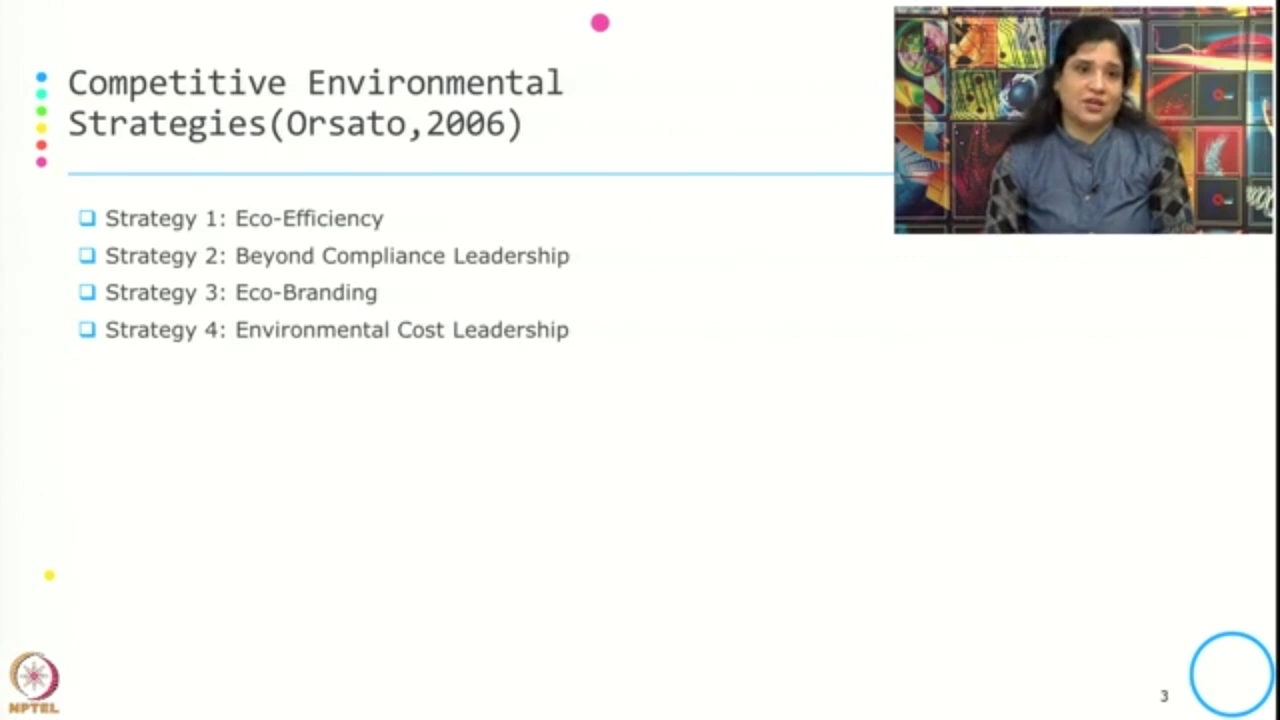 Competitive Environmental
Strategies(Orsato,2006)
Strategy 1: Eco-Efficiency
Strategy 2: Beyond Compliance Leadership
Strategy 3: Eco-Branding
Strategy 4: Environmental Cost Leadership
NPTEL
3